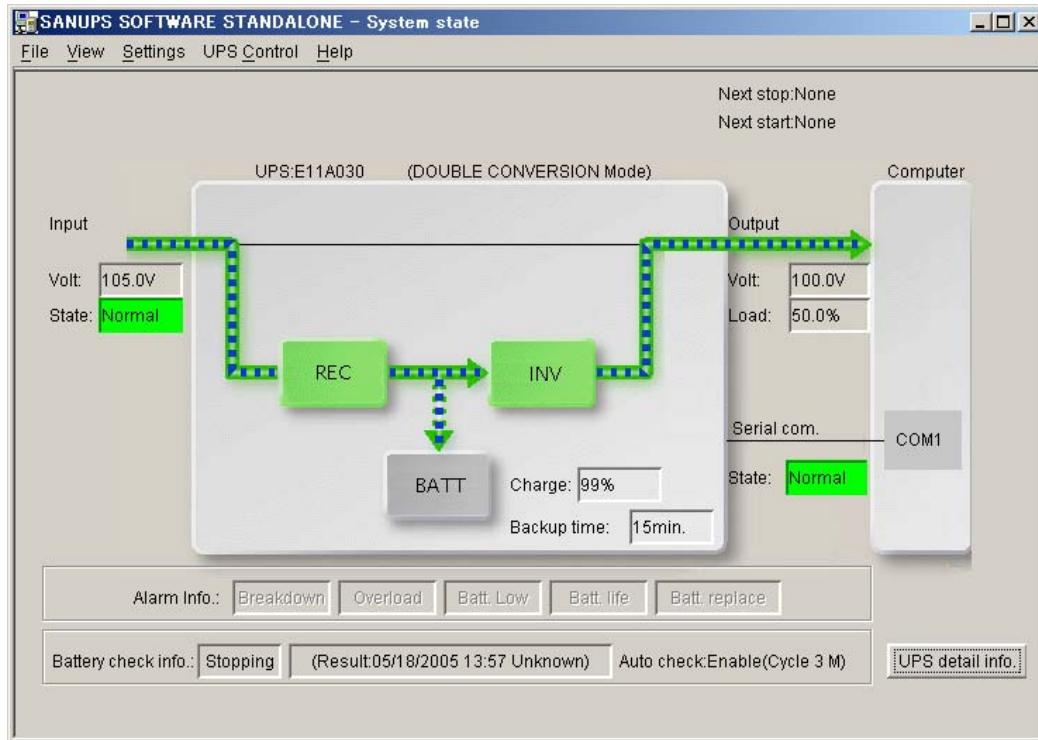 SANUPS SOFTWARE STANDALONE – System state
File View Settings UPS Control Help
Next stop:None
Next start:None
UPS:E11A030 (DOUBLE CONVERSION Mode)
Computer
Input
Output
Volt: 105.0V
Volt: 100.0V
State: Normal
Load: 50.0%
REC
INV
Serial com.
COM1
BATT
Charge: 99%
State: Normal
Backup time: 15min.
Alarm Info.: Breakdown Overload Batt. Low Batt. life Batt. replace
Battery check info.: Stopping (Result:05/18/2005 13:57 Unknown) Auto check:Enable(Cycle 3 M) UPS detail info.